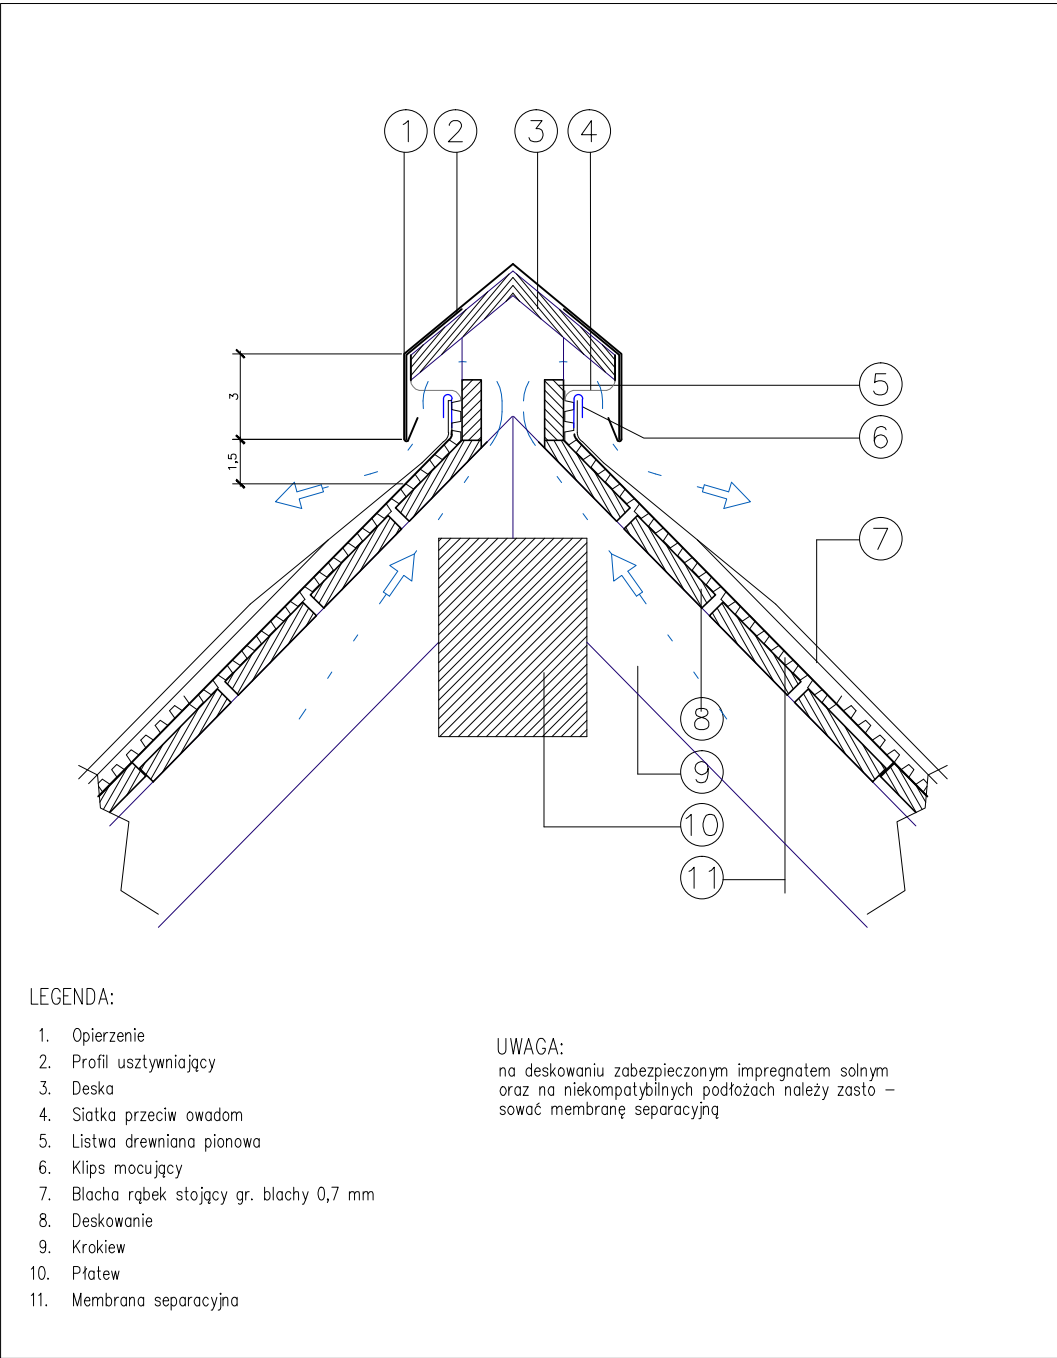 1 2 3 4
3
5
6
1,5
7
8
9
10
11
LEGENDA:
1. Opierzenie
2. Profil usztywniający
3. Deska
4. Siatka przeciw owadom
5. Listwa drewniana pionowa
6. Klips mocujący
7. Blacha rąbek stojący gr. blachy 0,7 mm
8. Deskowanie
9. Krokiew
10. Płatew
11. Membrana separacyjna
UWAGA:
na deskowaniu zabezpieczonym impregnatem solnym
oraz na niekompatybilnych podłożach należy zasto –
sować membranę separacyjną